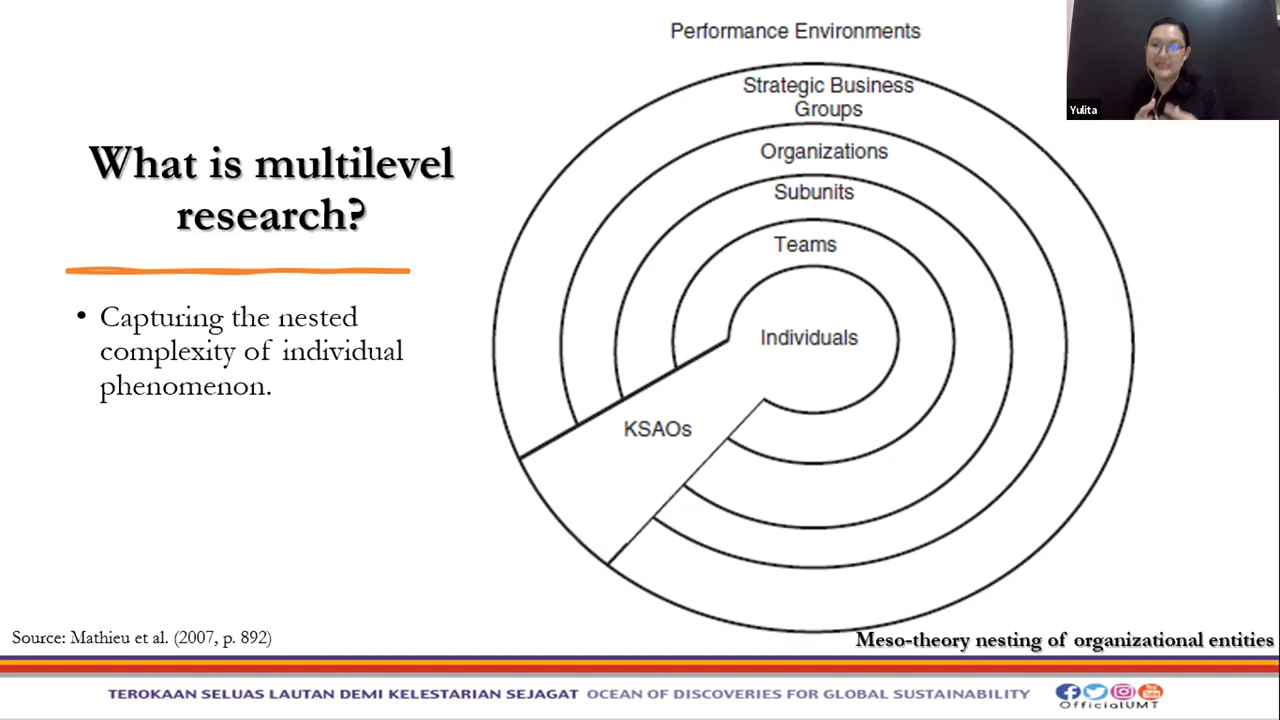 What is multilevel
research?
• Capturing the nested
complexity of individual
phenomenon.
Performance Environments
Strategic Business
Groups
Organizations
Subunits
Teams
Individuals
KSAOs
Yulita
Source: Mathieu et al. (2007, p. 892)
Meso-theory nesting of organizational entities
TEROKAAN SELUAS LAUTAN DEMI KELESTARIAN SEJAGAT OCEAN OF DISCOVERIES FOR GLOBAL SUSTAINABILITY
OfficialUMT